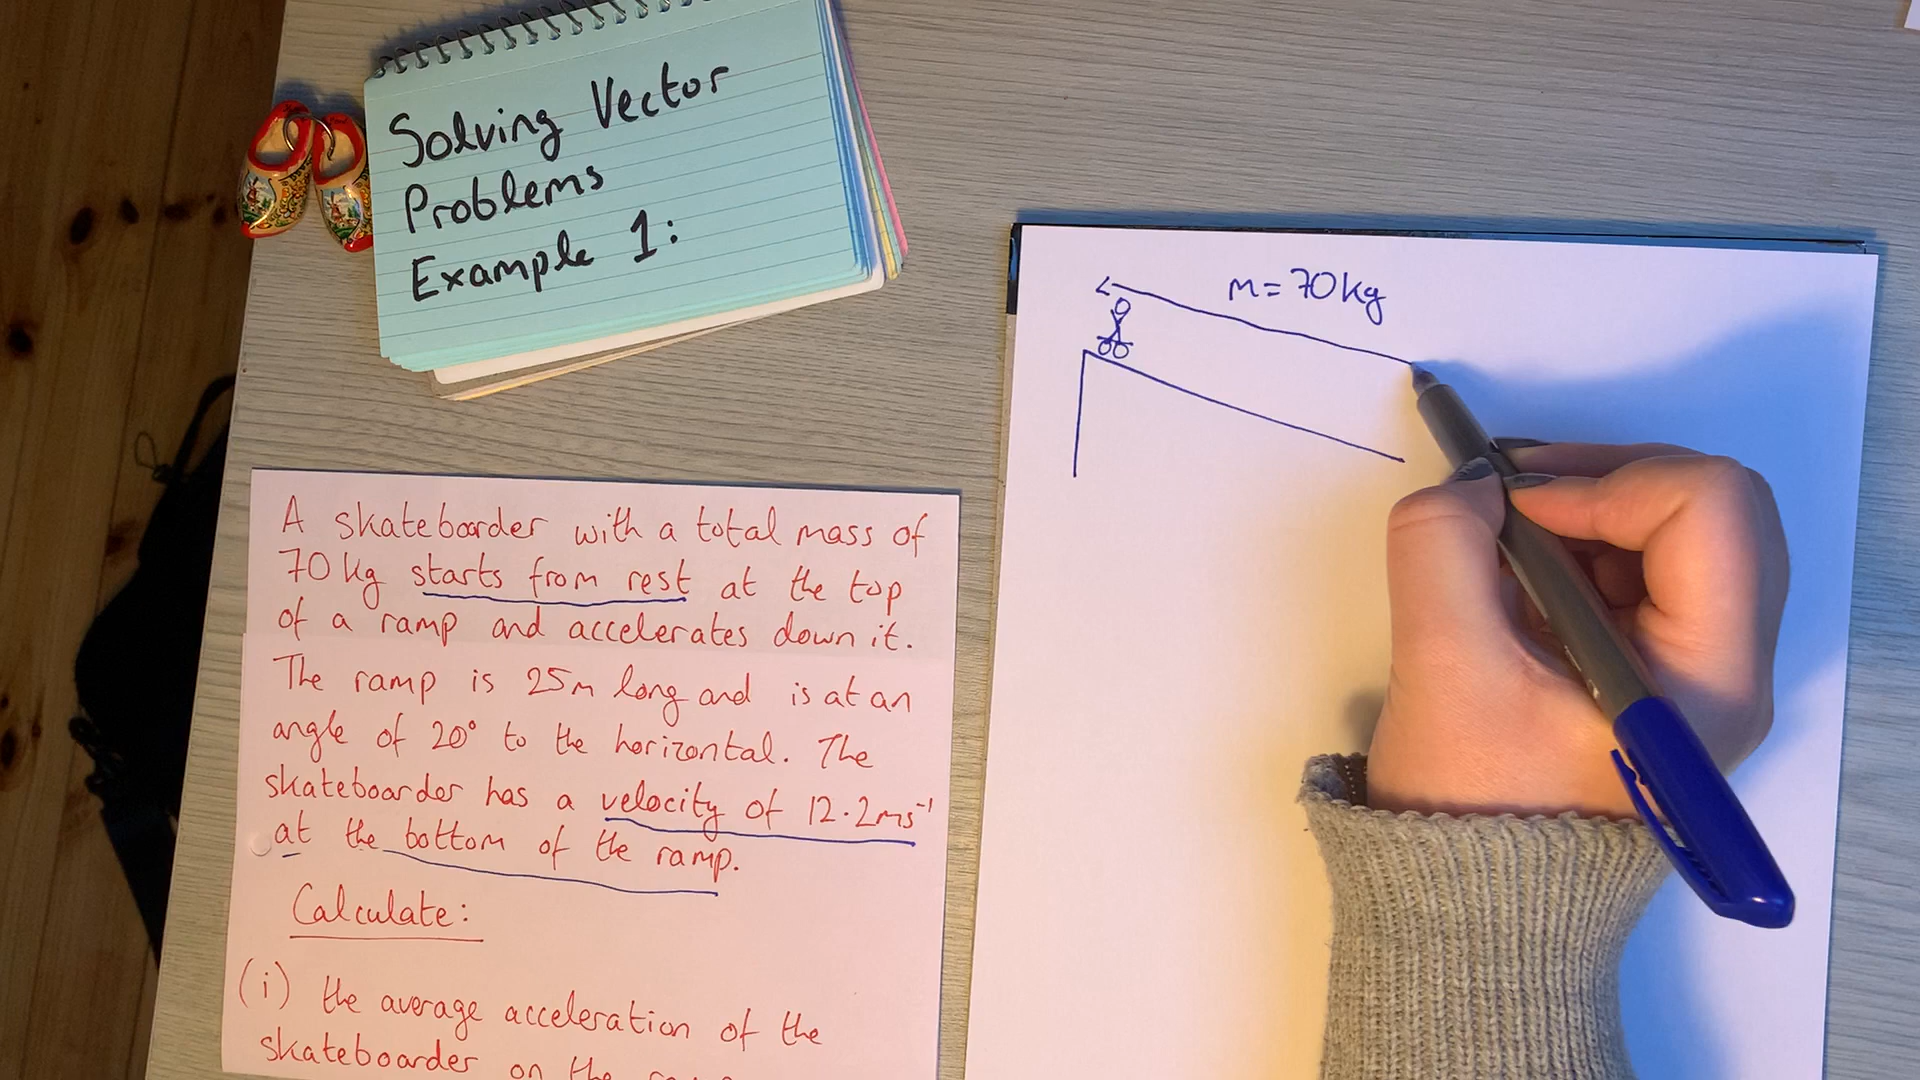 Solving Vector
Problems
Example 1:
m = 70kg
A skateboarder with a total mass of
70kg starts from rest at the top
of a ramp and accelerates down it.
The ramp is 25m long and is at an
angle of 20° to the horizontal. The
skateboarder has a velocity of 12.2ms⁻¹
at the bottom of the ramp.
Calculate:
(i) the average acceleration of the
skateboarder on the